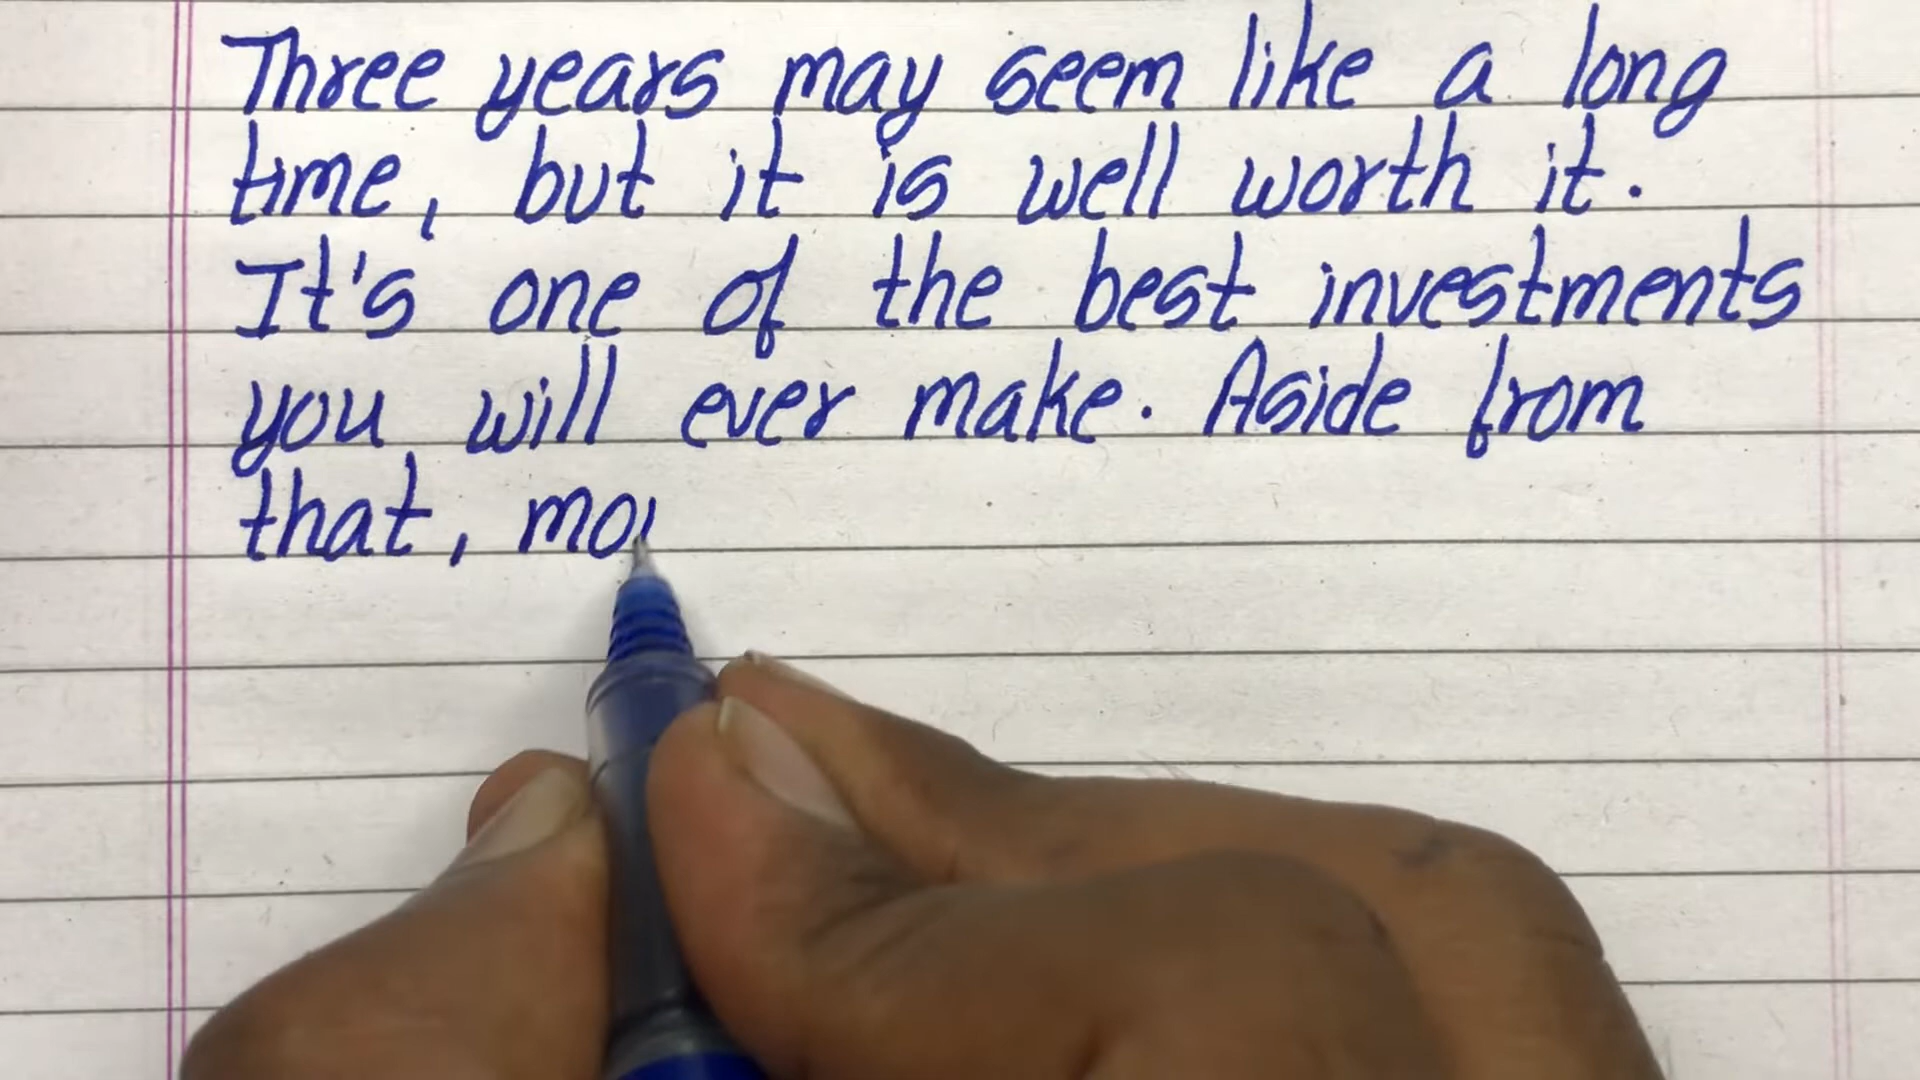 Three years may seem like a long
time, but it is well worth it.
It's one of the best investments
you will ever make. Aside from
that,